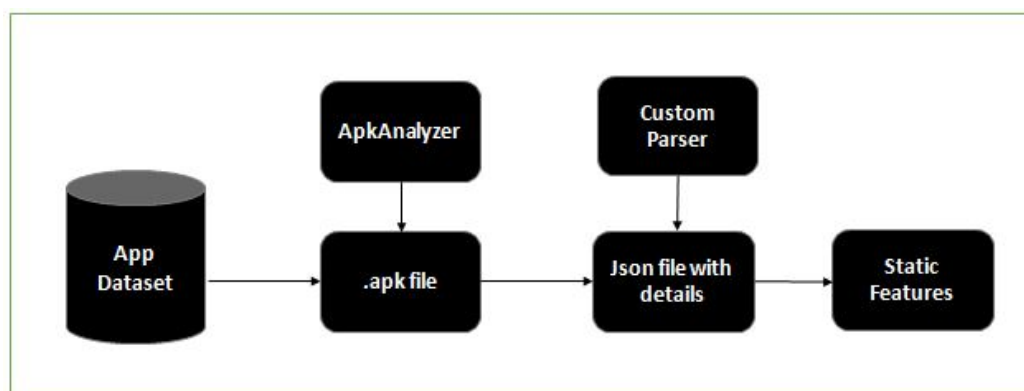 ApkAnalyzer
Custom
Parser
App
Dataset
.apk file
Json file with
details
Static
Features